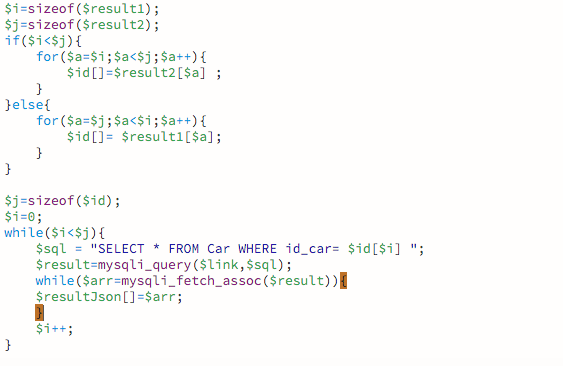 $i=sizeof($result1);
$j=sizeof($result2);
if($i<$j){
    for($a=$i;$a<$j;$a++){
        $id[]=$result2[$a] ;
    }
}else{
    for($a=$j;$a<$i;$a++){
        $id[]= $result1[$a];
    }
}

$j=sizeof($id);
$i=0;
while($i<$j){
    $sql = "SELECT * FROM Car WHERE id_car= $id[$i] ";
    $result=mysqli_query($link,$sql);
    while($arr=mysqli_fetch_assoc($result)){
    $resultJson[]=$arr;
    }
    $i++;
}